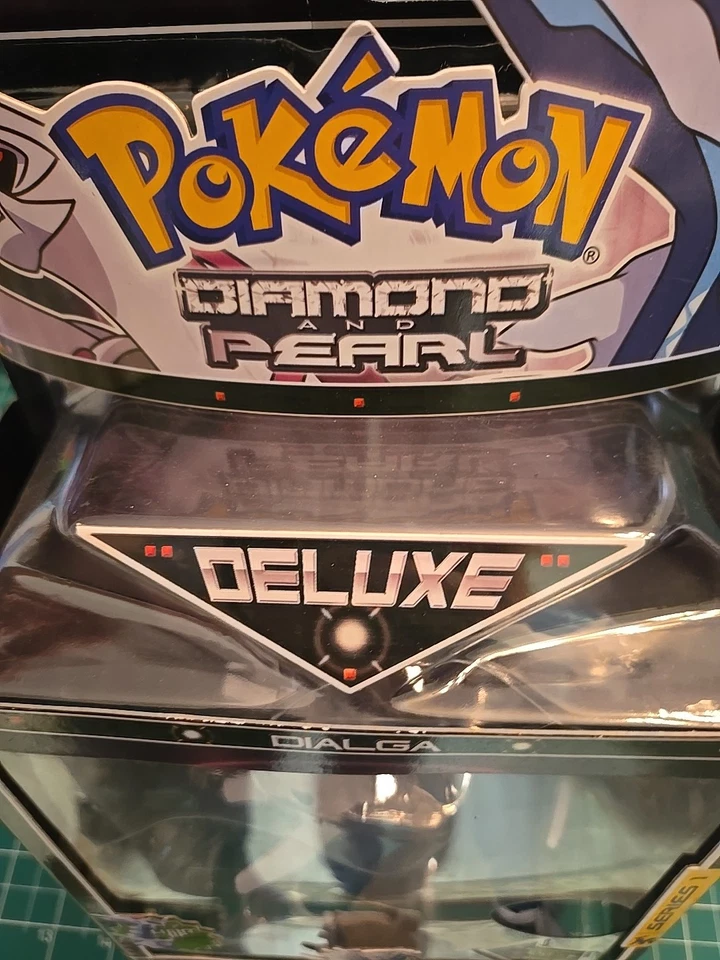 POKéMON®
DIAMOND
AND
PEARL
"DELUXE"
DIALGA
SERIES 1